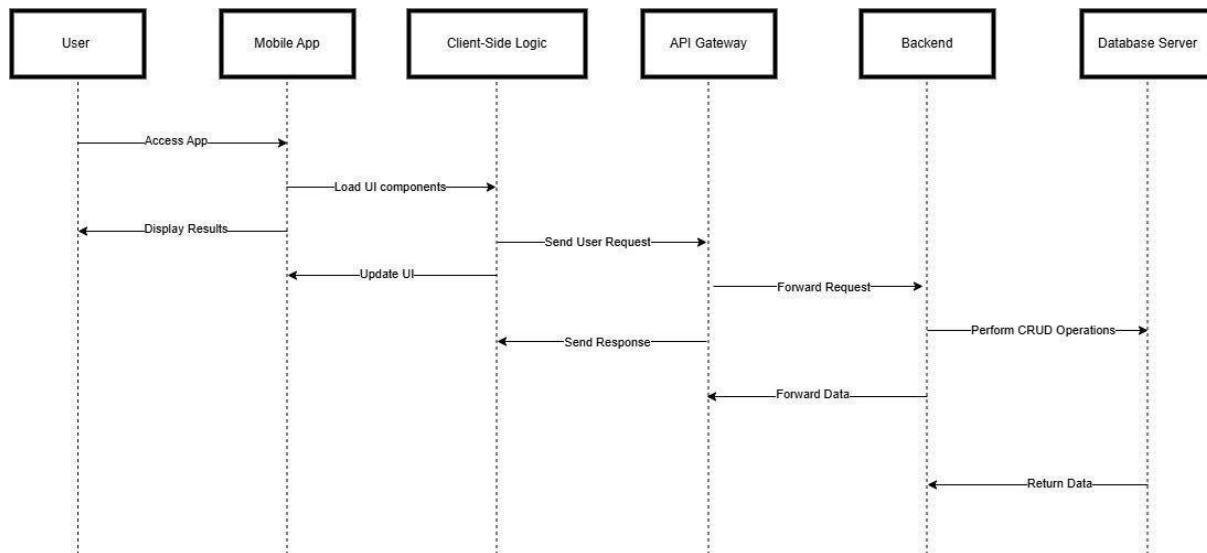 User
Mobile App
Client-Side Logic
API Gateway
Backend
Database Server
Access App
Load UI components
Display Results
Send User Request
Update UI
Forward Request
Perform CRUD Operations
Send Response
Forward Data
Return Data